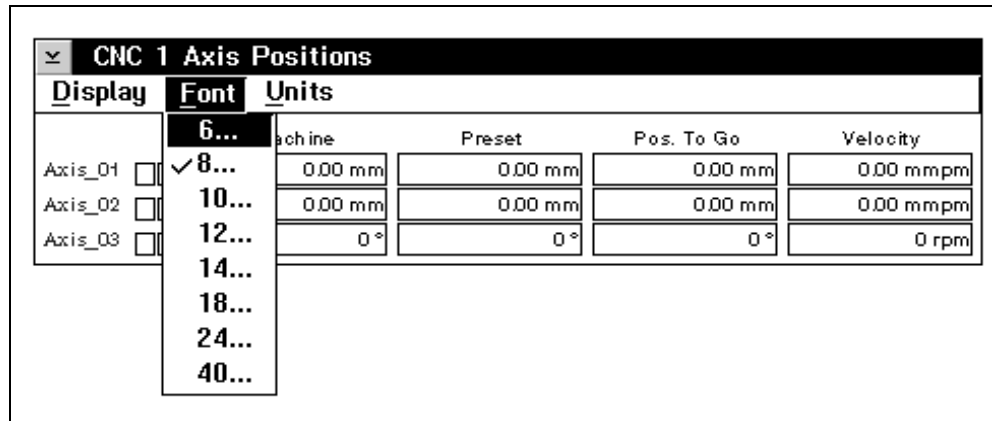 CNC 1 Axis Positions
Display Font Units
6...
achine Preset Pos. To Go Velocity
Axis_01 ✓8... 0.00 mm 0.00 mm 0.00 mm 0.00 mmpm
Axis_02 10... 0.00 mm 0.00 mm 0.00 mm 0.00 mmpm
Axis_03 12... 0° 0° 0° 0 rpm
14...
18...
24...
40...